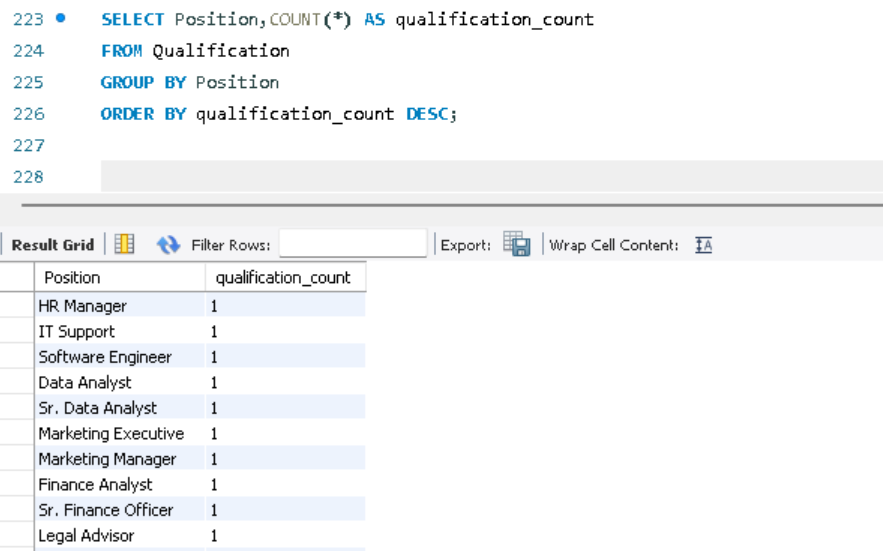 223 SELECT Position,COUNT(*) AS qualification_count
224 FROM Qualification
225 GROUP BY Position
226 ORDER BY qualification_count DESC;
227
228
Result Grid Filter Rows: Export: Wrap Cell Content: IA
Position qualification_count
HR Manager 1
IT Support 1
Software Engineer 1
Data Analyst 1
Sr. Data Analyst 1
Marketing Executive 1
Marketing Manager 1
Finance Analyst 1
Sr. Finance Officer 1
Legal Advisor 1